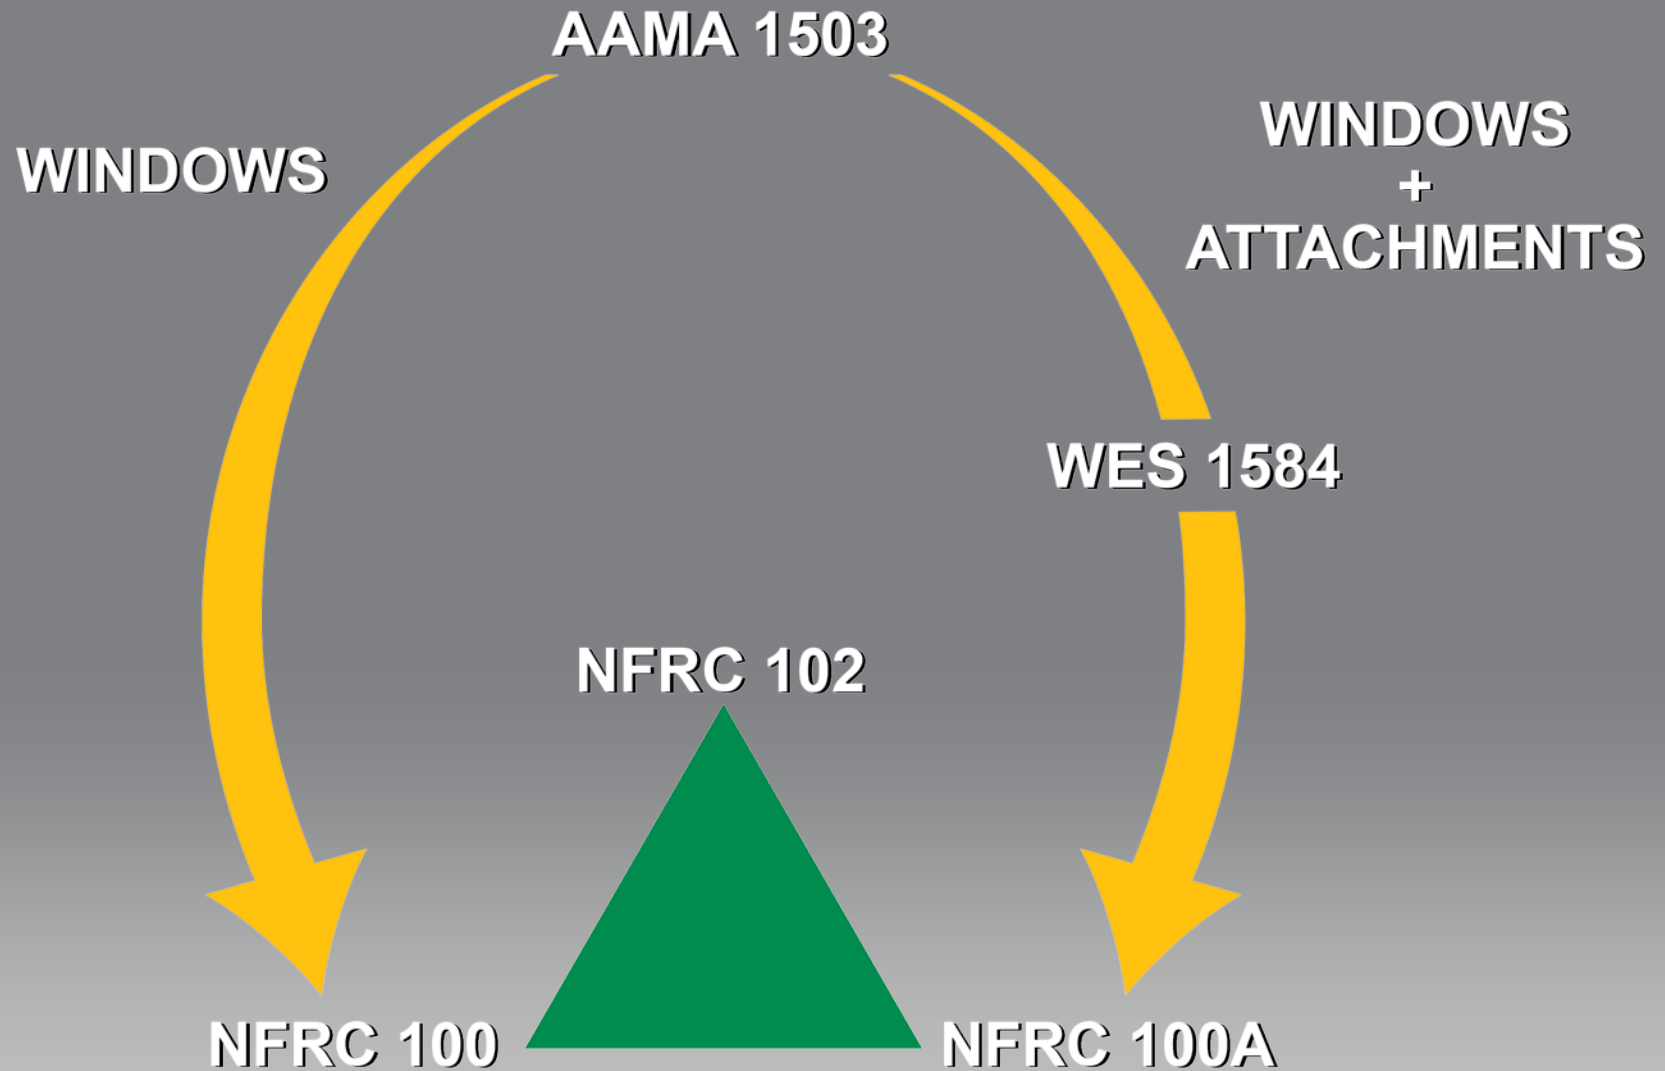 AAMA 1503
WINDOWS
WINDOWS
+
ATTACHMENTS
WES 1584
NFRC 102
NFRC 100
NFRC 100A